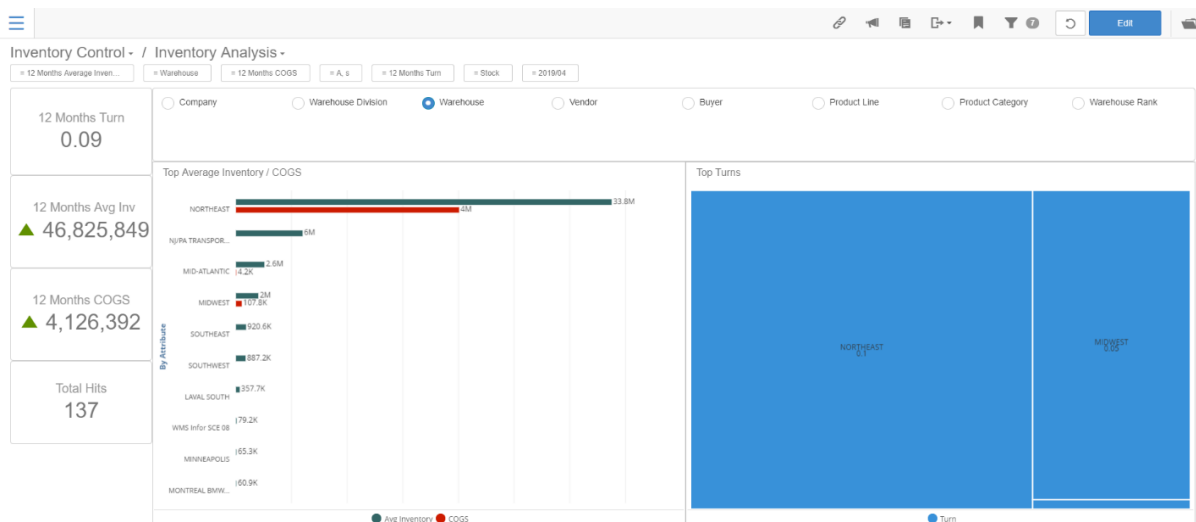 7
Edit
Inventory Control / Inventory Analysis
= 12 Months Average Inven...
= Warehouse
= 12 Months COGS
= A, s
= 12 Months Turn
= Stock
= 2019/04
12 Months Turn
0.09
12 Months Avg Inv
46,825,849
12 Months COGS
4,126,392
Total Hits
137
Company
Warehouse Division
Warehouse
Vendor
Buyer
Product Line
Product Category
Warehouse Rank
Top Average Inventory / COGS
By Attribute
NORTHEAST
33.8M
4M
NJ/PA TRANSPOR...
6M
MID-ATLANTIC
2.6M
4.2K
MIDWEST
2M
107.8K
SOUTHEAST
920.6K
SOUTHWEST
887.2K
LAVAL SOUTH
357.7K
WMS Infor SCE 08
79.2K
MINNEAPOLIS
65.3K
MONTREAL BMW...
60.9K
Avg Inventory
COGS
Top Turns
NORTHEAST
0.1
MIDWEST
0.05
Turn